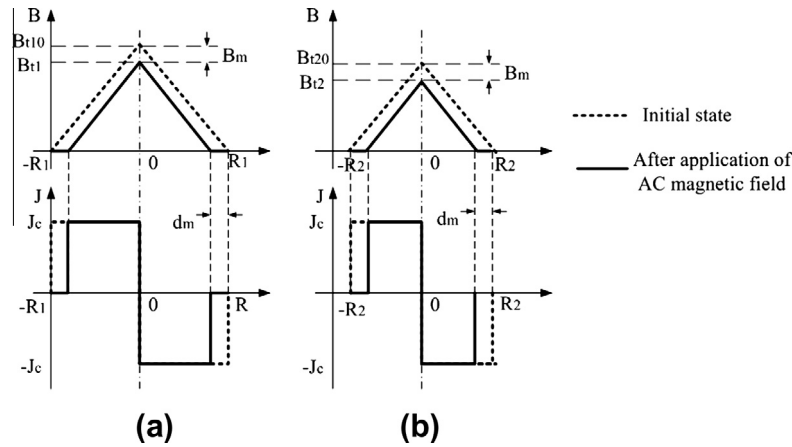 B
Bt10
Bt1
Bm
-R1
0
R1
J
Jc
dm
-R1
0
R
-Jc
(a)
B
Bt20
Bt2
Bm
-R2
0
R2
J
Jc
dm
-R2
0
R2
-Jc
(b)
Initial state
After application of
AC magnetic field